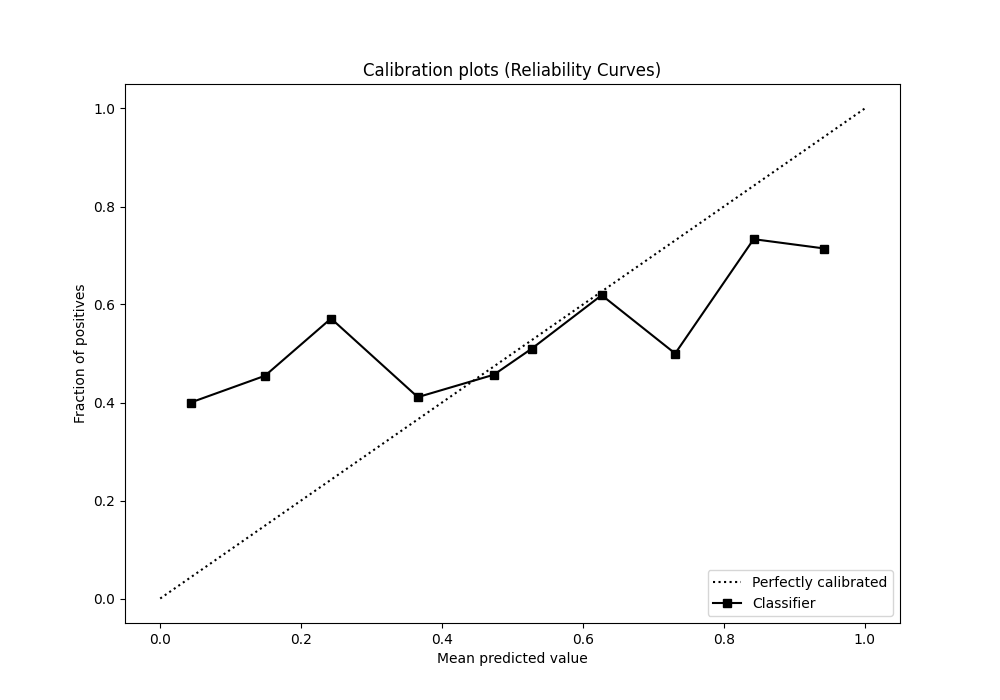 Calibration plots (Reliability Curves)
1.0
0.8
0.6
0.4
0.2
0.0
Fraction of positives
0.0 0.2 0.4 0.6 0.8 1.0
Mean predicted value
Perfectly calibrated
Classifier